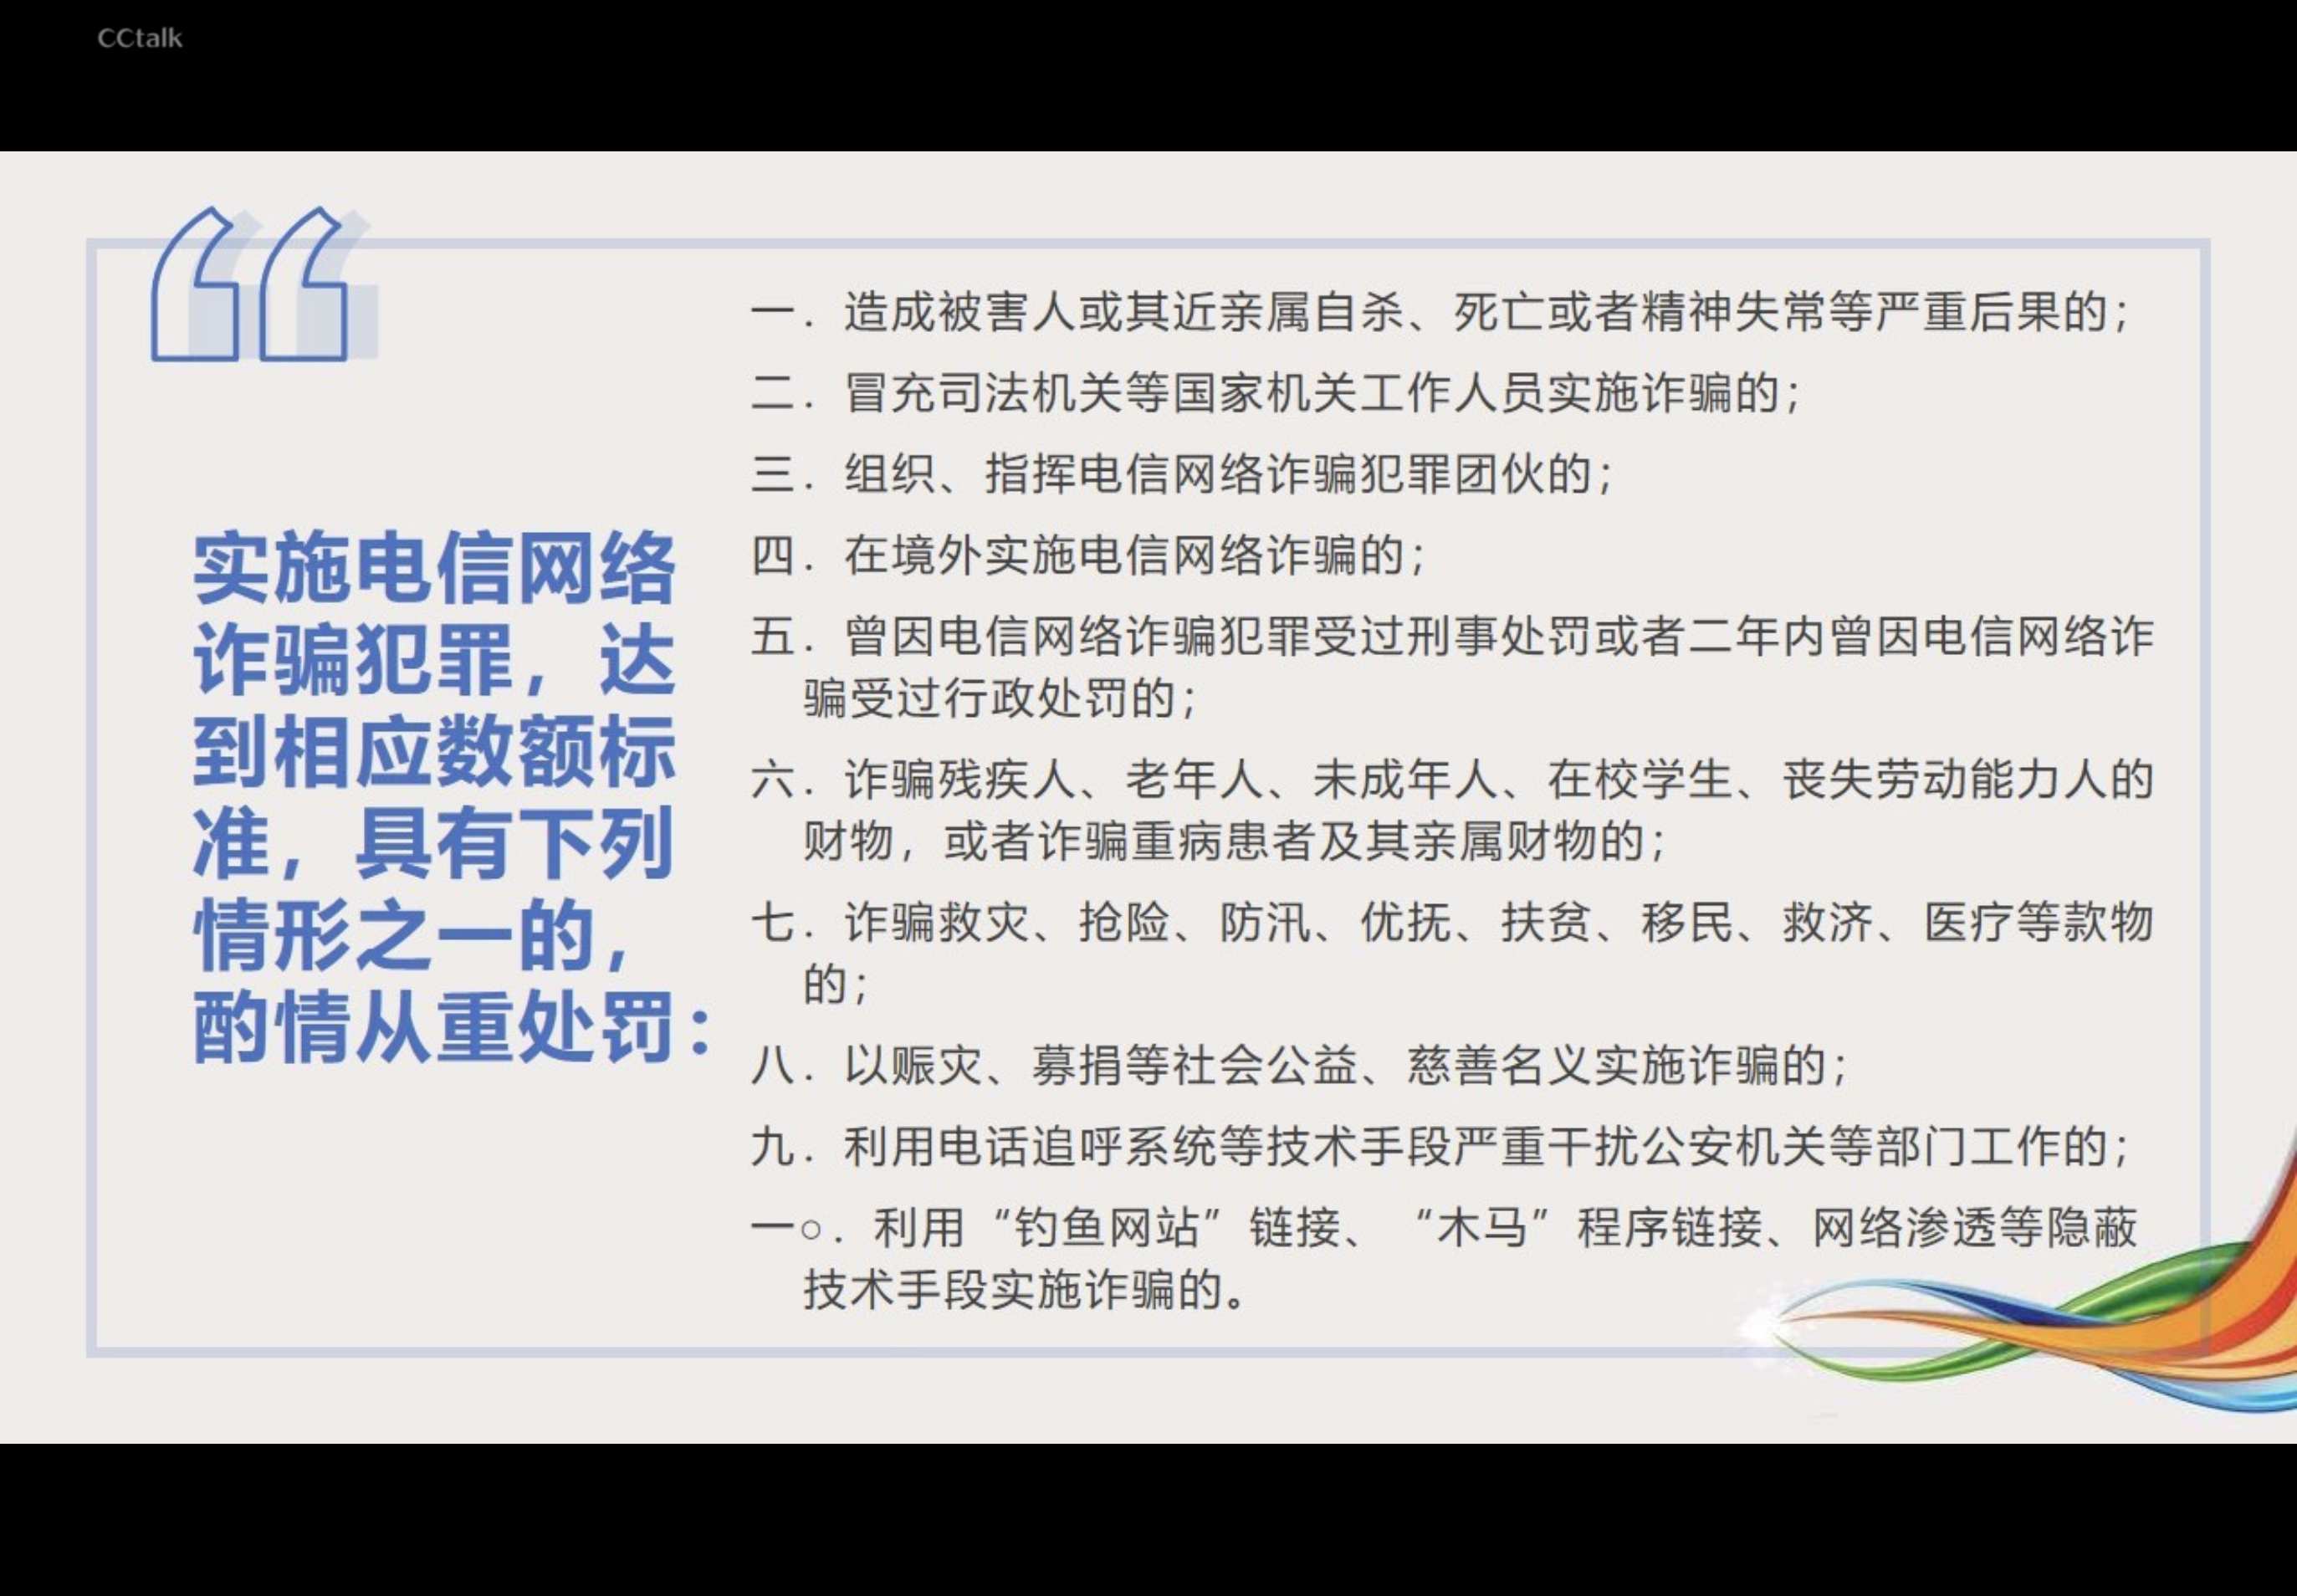 CCtalk
实施电信网络
诈骗犯罪，达
到相应数额标
准，具有下列
情形之一的，
酌情从重处罚：
一．造成被害人或其近亲属自杀、死亡或者精神失常等严重后果的；
二．冒充司法机关等国家机关工作人员实施诈骗的；
三．组织、指挥电信网络诈骗犯罪团伙的；
四．在境外实施电信网络诈骗的；
五．曾因电信网络诈骗犯罪受过刑事处罚或者二年内曾因电信网络诈
骗受过行政处罚的；
六．诈骗残疾人、老年人、未成年人、在校学生、丧失劳动能力人的
财物，或者诈骗重病患者及其亲属财物的；
七．诈骗救灾、抢险、防汛、优抚、扶贫、移民、救济、医疗等款物
的；
八．以赈灾、募捐等社会公益、慈善名义实施诈骗的；
九．利用电话追呼系统等技术手段严重干扰公安机关等部门工作的；
一○．利用“钓鱼网站”链接、“木马”程序链接、网络渗透等隐蔽
技术手段实施诈骗的。